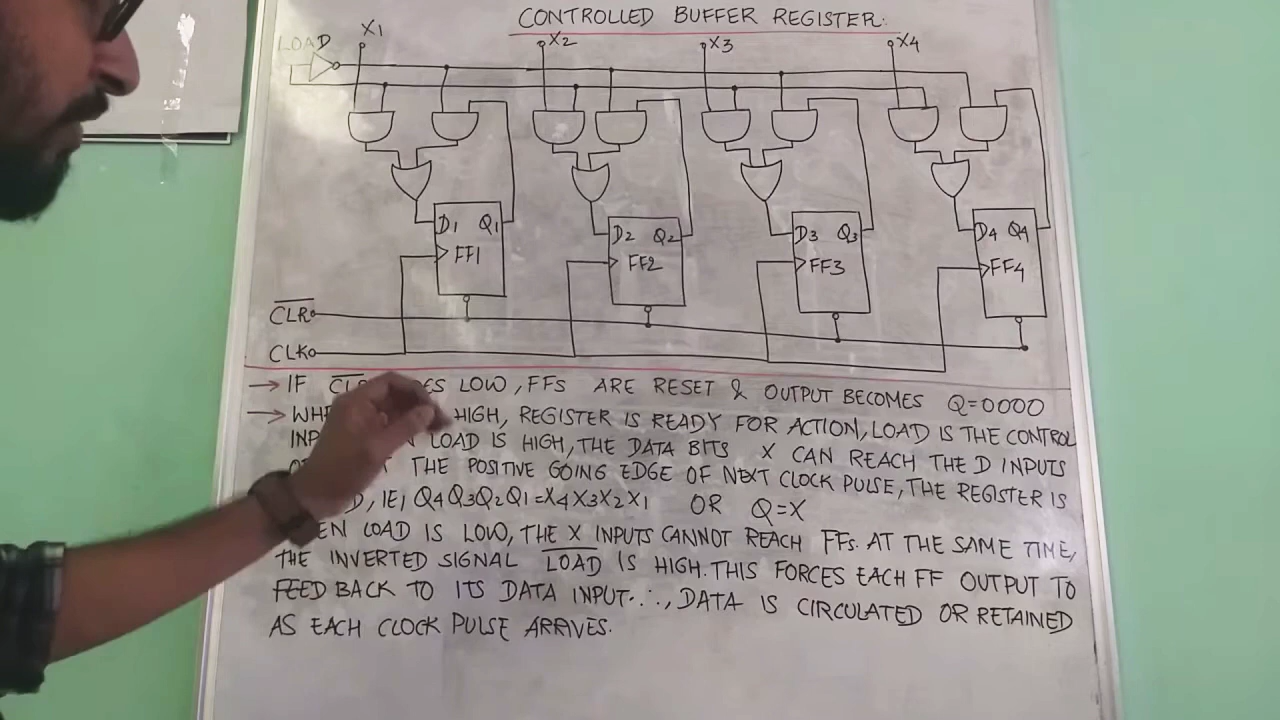 CONTROLLED BUFFER REGISTER.
LOAD X1 X2 X3 X4
D1 Q1 D2 Q2 D3 Q3 D4 Q4
FF1 FF2 FF3 FF4
C̅L̅R̅
CLK
→ IF GOES LOW, FFS ARE RESET & OUTPUT BECOMES Q=0000
→ HIGH, REGISTER IS READY FOR ACTION, LOAD IS THE CONTROL
LOAD IS HIGH, THE DATA BITS X CAN REACH THE D INPUTS
THE POSITIVE GOING EDGE OF NEXT CLOCK PULSE, THE REGISTER IS
, IE, Q4Q3Q2Q1=X4X3X2X1 OR Q=X
LOAD IS LOW, THE X INPUTS CANNOT REACH FFS. AT THE SAME TIME,
THE INVERTED SIGNAL L̅O̅A̅D̅ IS HIGH. THIS FORCES EACH FF OUTPUT TO
FEED BACK TO ITS DATA INPUT. ∴, DATA IS CIRCULATED OR RETAINED
AS EACH CLOCK PULSE ARRIVES.